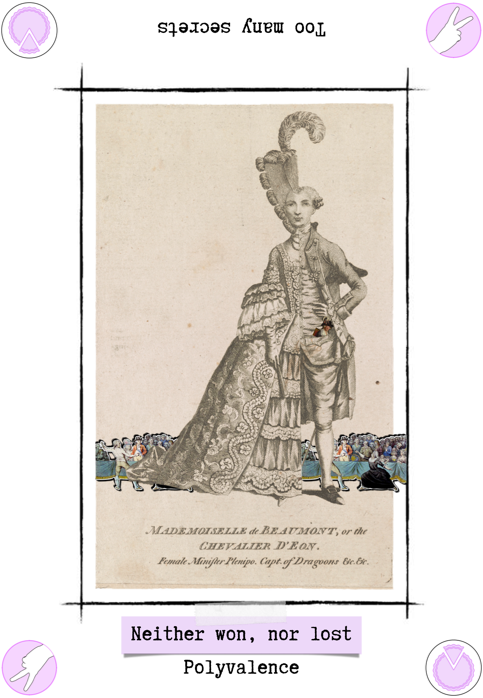 Too many secrets
MADEMOISELLE de BEAUMONT, or the
CHEVALIER D'EON.
Female Miniſter Plenipo. Capt. of Dragoons &c. &c.
Neither won, nor lost
Polyvalence